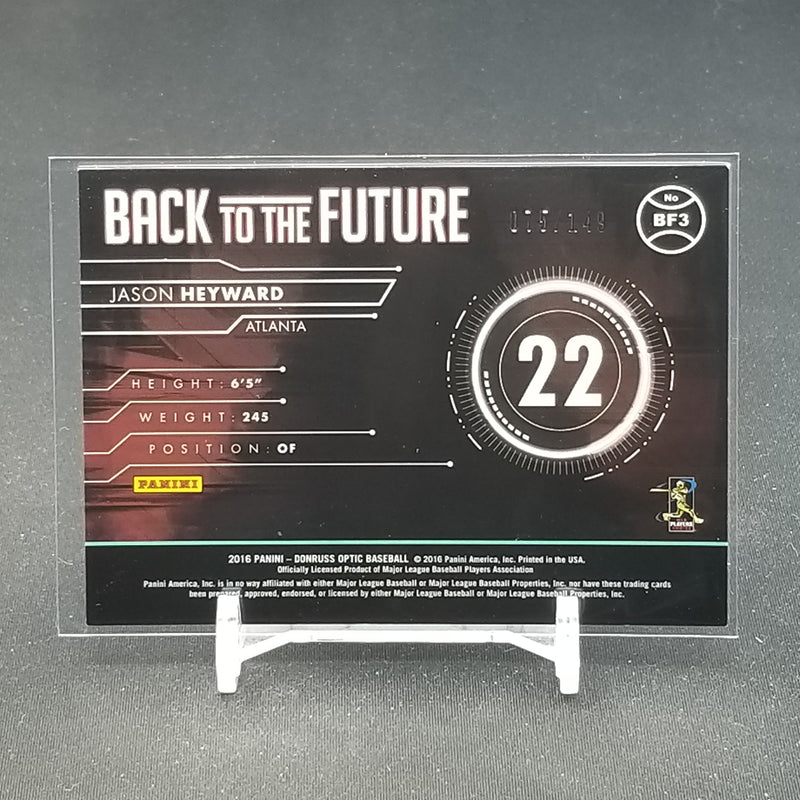 BACK TO THE FUTURE
No
BF3
JASON HEYWARD
ATLANTA
22
HEIGHT: 6'5"
WEIGHT: 245
POSITION: OF
PANINI
PLAYERS
2016 PANINI – DONRUSS OPTIC BASEBALL © 2016 Panini America, Inc. Printed in the USA.
Officially Licensed Product of Major League Baseball Players Association
Panini America, Inc. is in no way affiliated with either Major League Baseball or Major League Baseball Properties, Inc. nor have these trading cards
been prepared, approved, endorsed, or licensed by either Major League Baseball or Major League Baseball Properties, Inc.